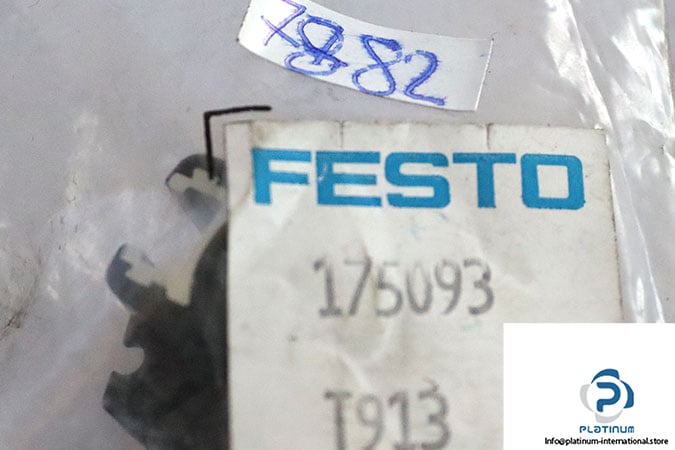 7882
FESTO
175093
T913
PLATINUM
Info@platinum-international.store